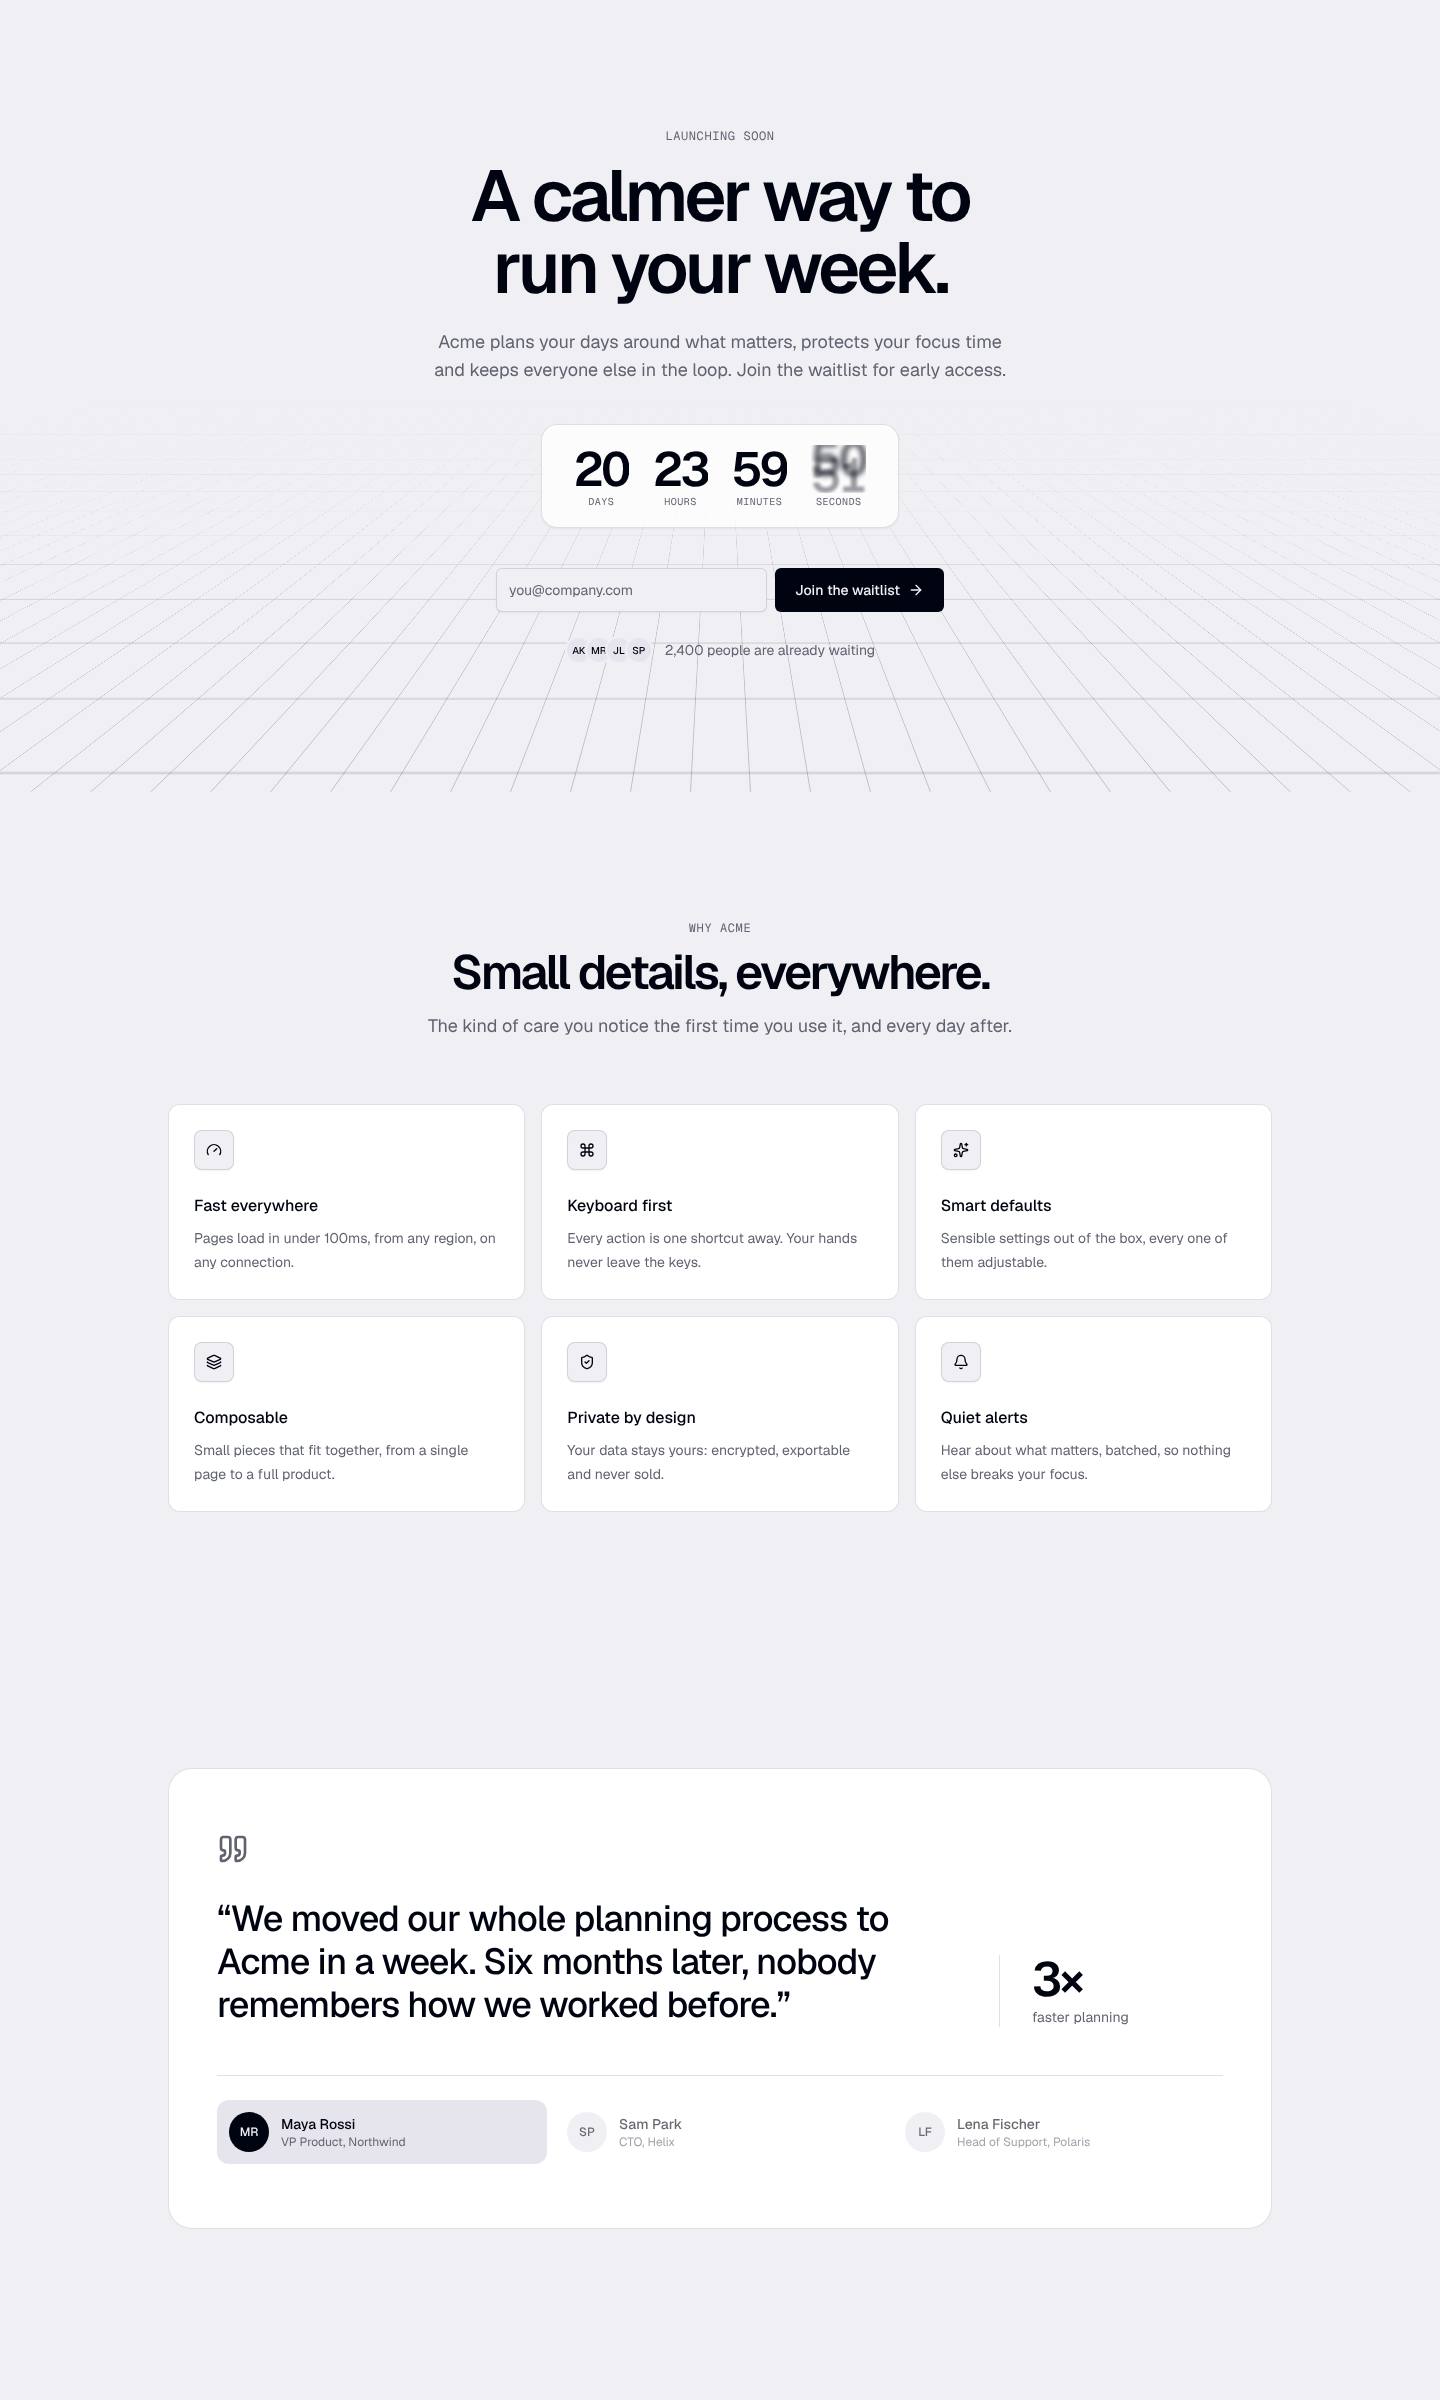 LAUNCHING SOON
A calmer way to
run your week.
Acme plans your days around what matters, protects your focus time
and keeps everyone else in the loop. Join the waitlist for early access.
20 23 59
DAYS HOURS MINUTES SECONDS
you@company.com Join the waitlist
AK MR JL SP 2,400 people are already waiting
WHY ACME
Small details, everywhere.
The kind of care you notice the first time you use it, and every day after.
Fast everywhere
Pages load in under 100ms, from any region, on
any connection.
Keyboard first
Every action is one shortcut away. Your hands
never leave the keys.
Smart defaults
Sensible settings out of the box, every one of
them adjustable.
Composable
Small pieces that fit together, from a single
page to a full product.
Private by design
Your data stays yours: encrypted, exportable
and never sold.
Quiet alerts
Hear about what matters, batched, so nothing
else breaks your focus.
“We moved our whole planning process to
Acme in a week. Six months later, nobody
remembers how we worked before.”
3×
faster planning
MR
Maya Rossi
VP Product, Northwind
SP
Sam Park
CTO, Helix
LF
Lena Fischer
Head of Support, Polaris